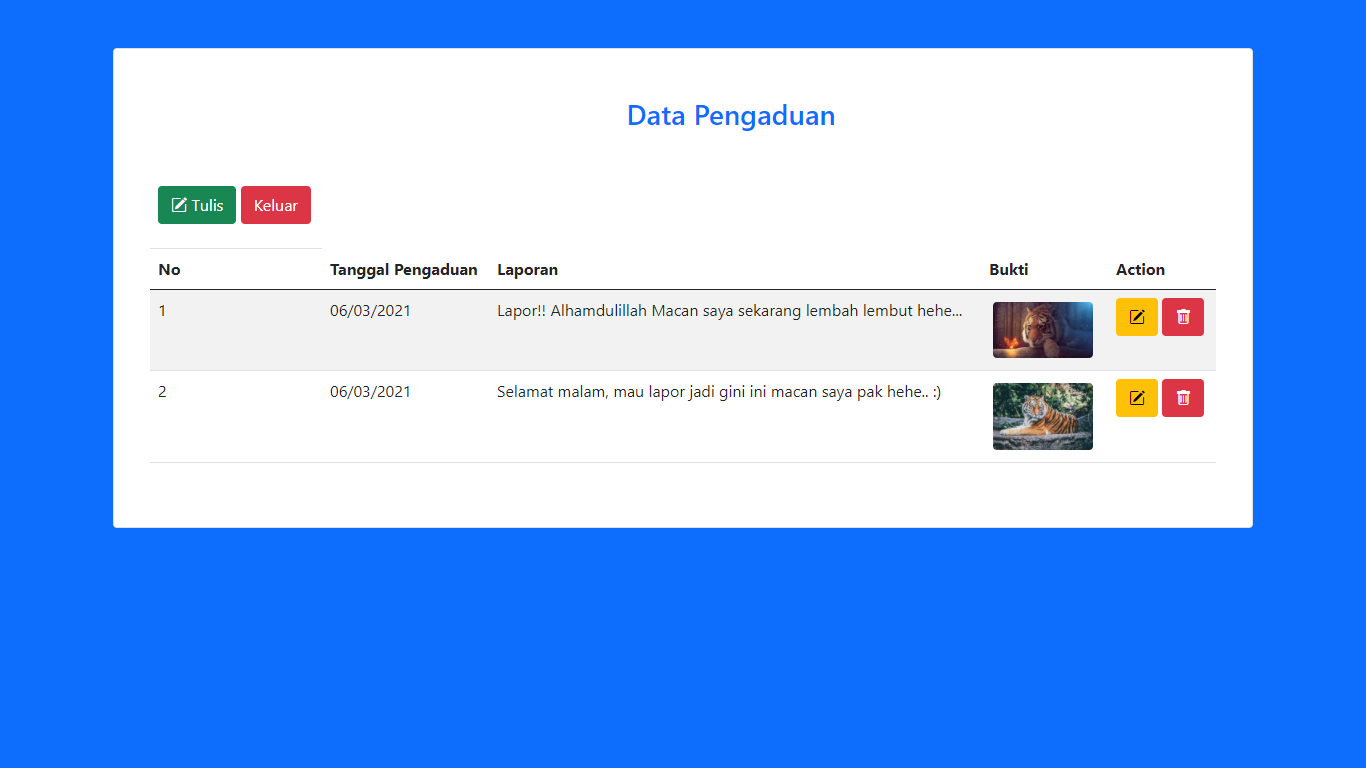 Data Pengaduan
Tulis Keluar
No Tanggal Pengaduan Laporan Bukti Action
1 06/03/2021 Lapor!! Alhamdulillah Macan saya sekarang lembah lembut hehe...
2 06/03/2021 Selamat malam, mau lapor jadi gini ini macan saya pak hehe.. :)